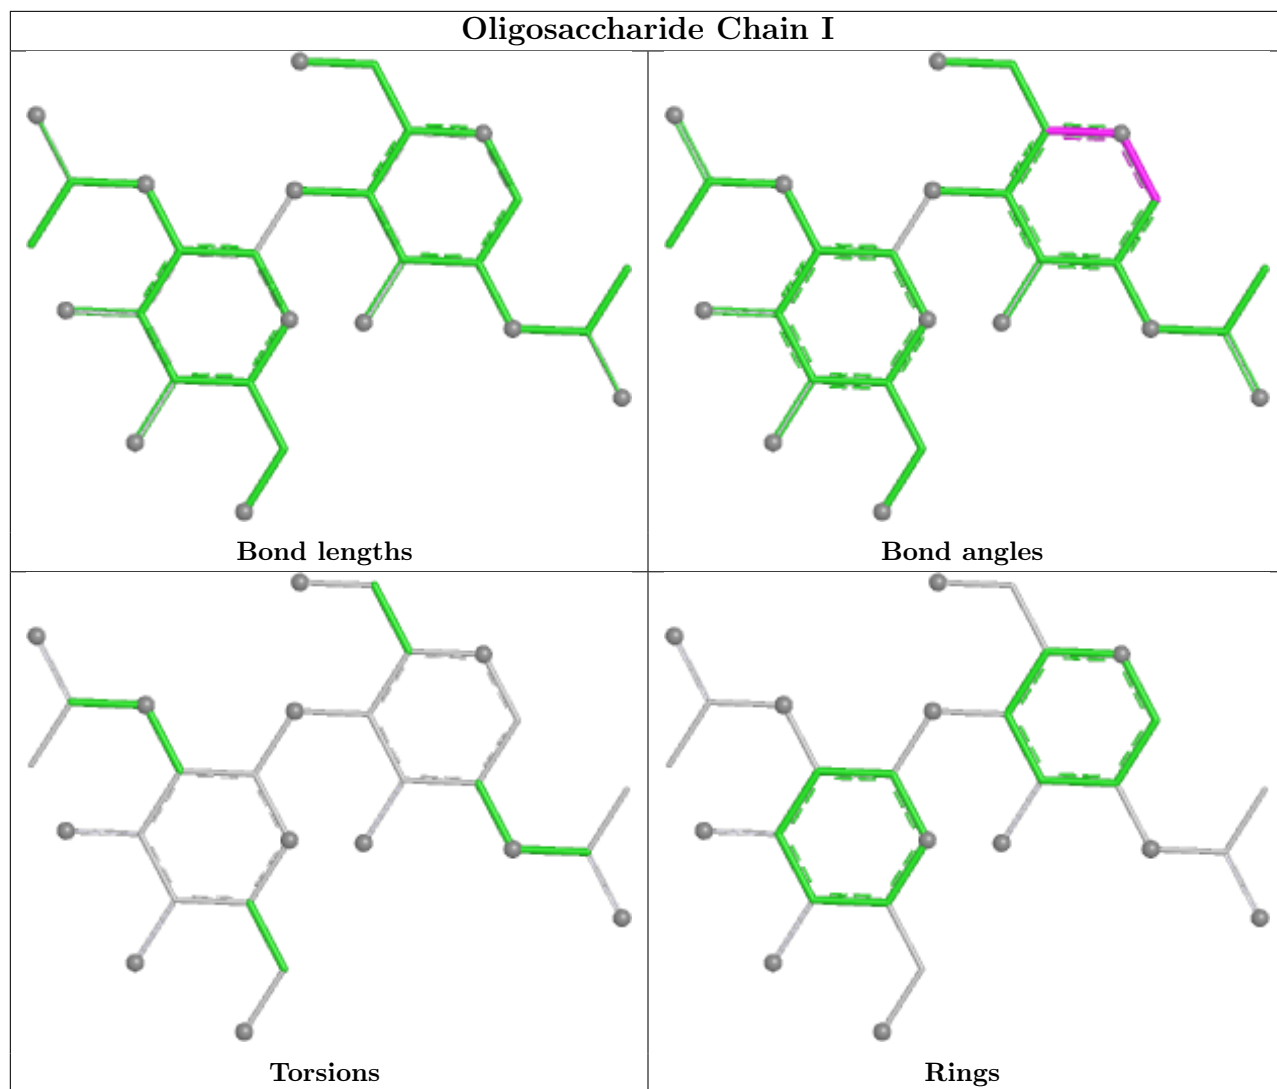 Oligosaccharide Chain I
Bond lengths
Bond angles
Torsions
Rings